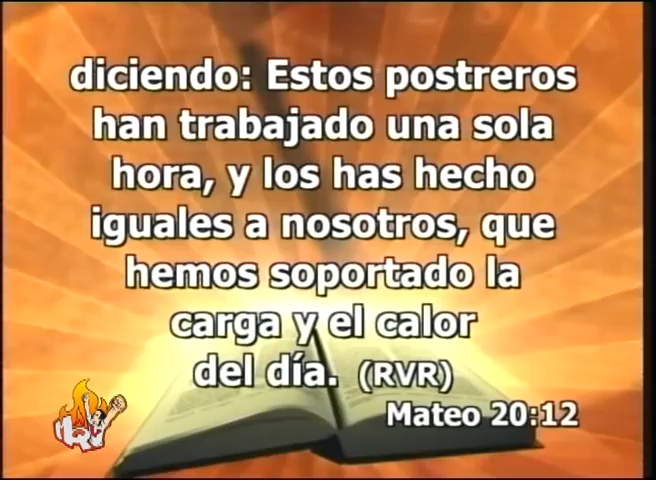 diciendo: Estos postreros
han trabajado una sola
hora, y los has hecho
iguales a nosotros, que
hemos soportado la
carga y el calor
del día. (RVR)
Mateo 20:12